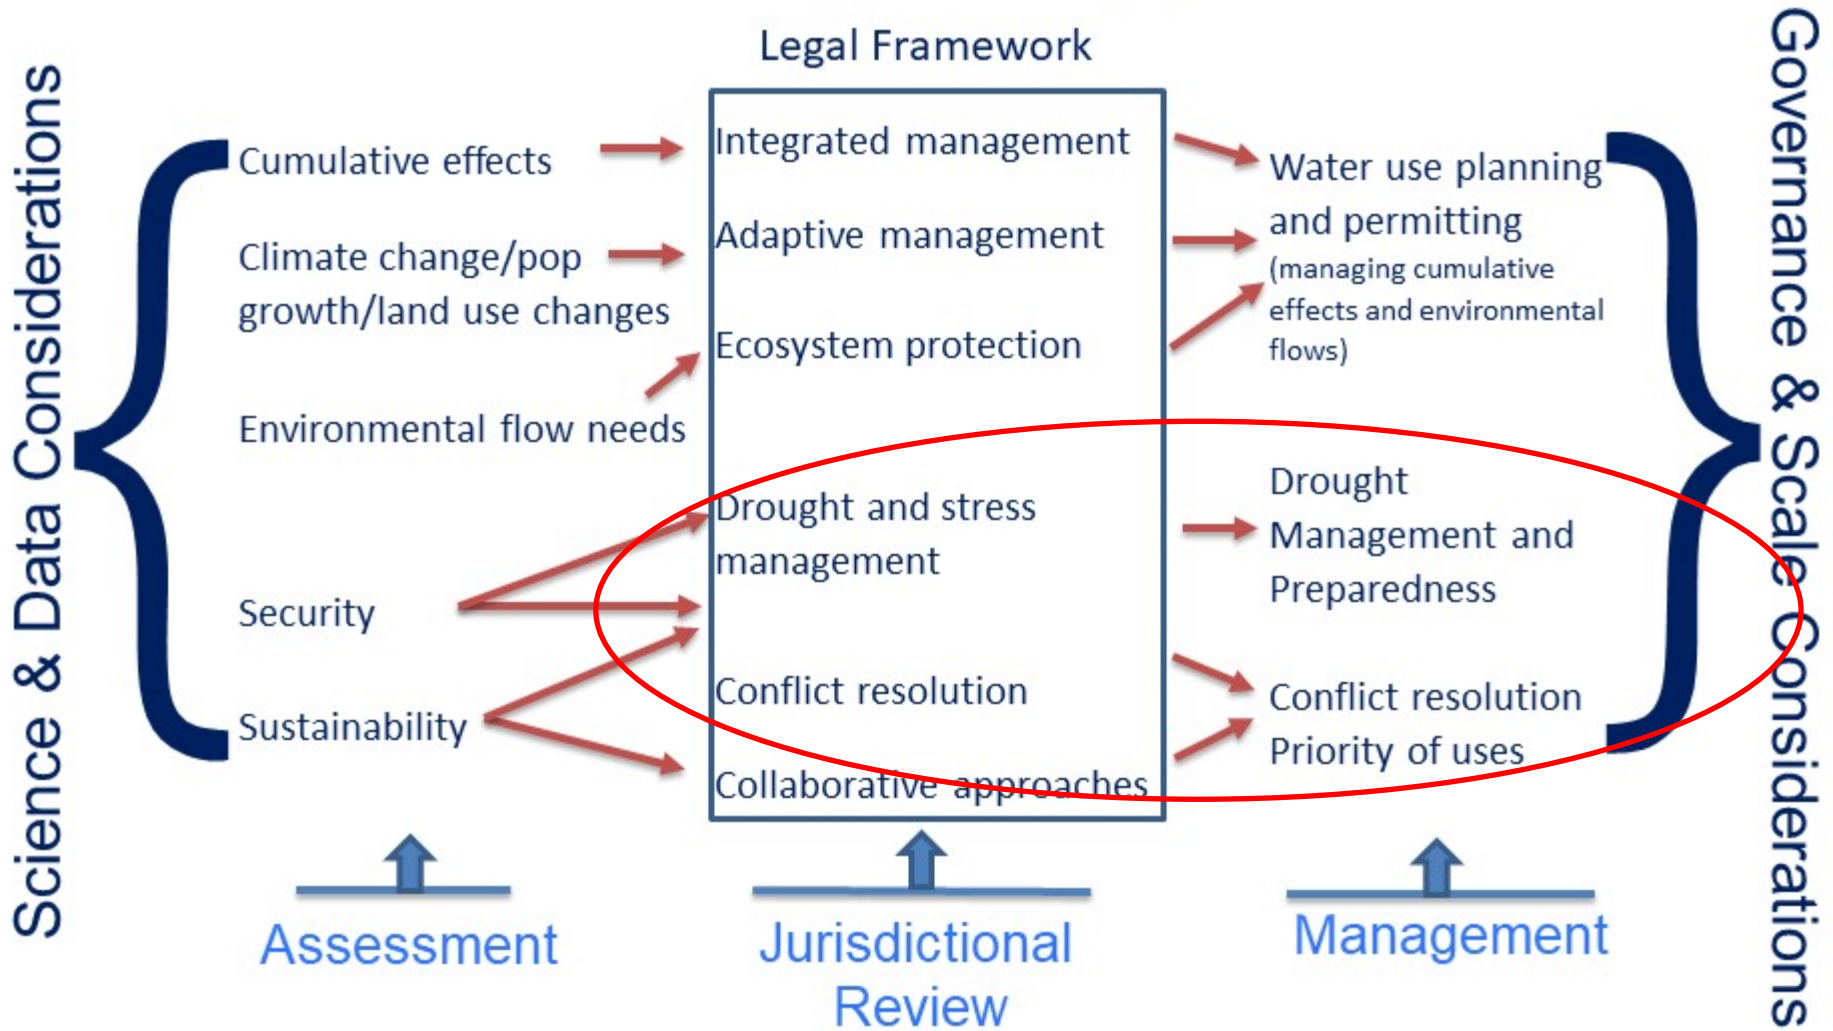 Science & Data Considerations
Cumulative effects
Climate change/pop
growth/land use changes
Environmental flow needs
Security
Sustainability
Assessment
Legal Framework
Integrated management
Adaptive management
Ecosystem protection
Drought and stress
management
Conflict resolution
Collaborative approaches
Jurisdictional
Review
Water use planning
and permitting
(managing cumulative
effects and environmental
flows)
Drought
Management and
Preparedness
Conflict resolution
Priority of uses
Management
Governance & Scale Considerations